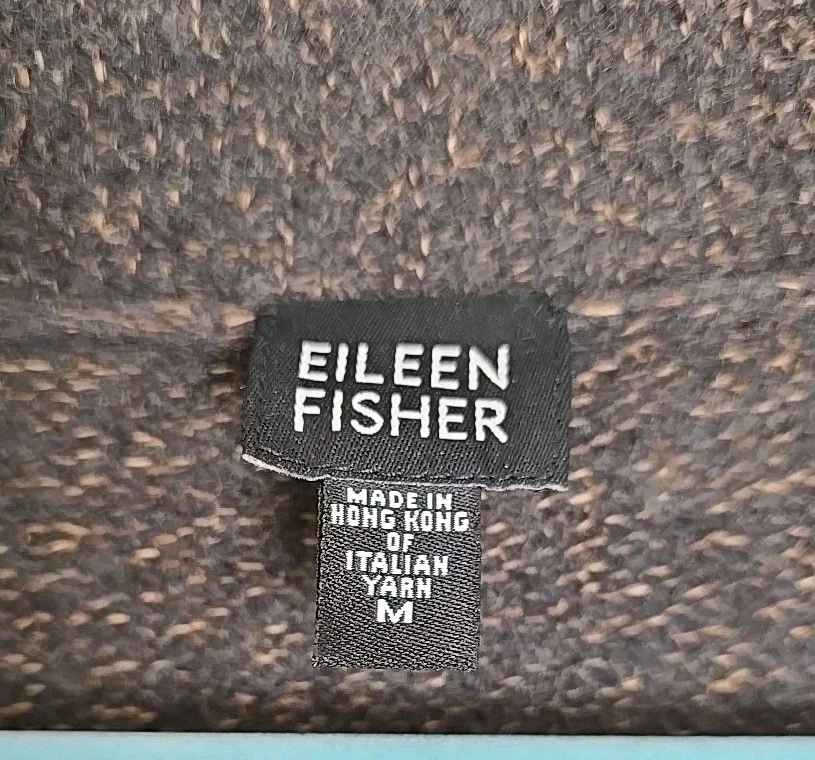 EILEEN
FISHER
MADE IN
HONG KONG
OF
ITALIAN
YARN
M